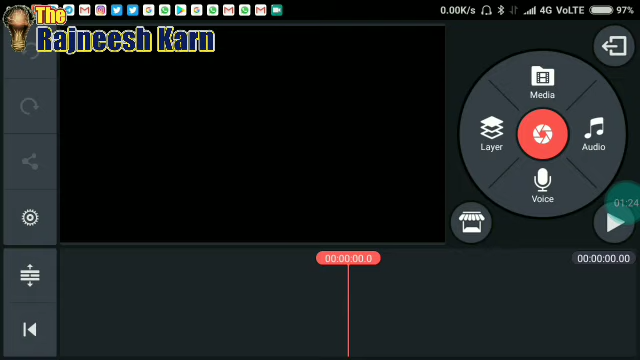 The
Rajneesh Karn
0.00K/s 4G VoLTE 97%
Media
Layer
Audio
Voice
01:24
00:00:00.0
00:00:00.00